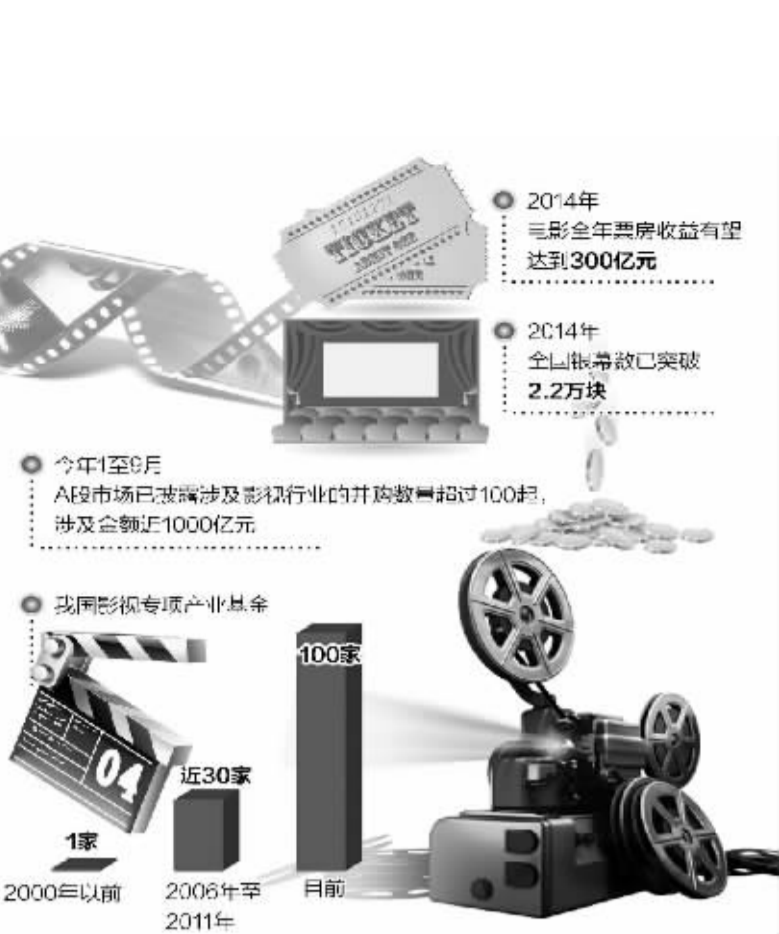 TICKET
2014年
电影全年票房收益有望
达到300亿元
2014年
全国银幕数已突破
2.2万块
今年1至9月
A股市场已披露涉及影视行业的并购数量超过100起，
涉及金额近1000亿元
我国影视专项产业基金
04
1家
近30家
100家
2000年以前
2006年至
2011年
目前